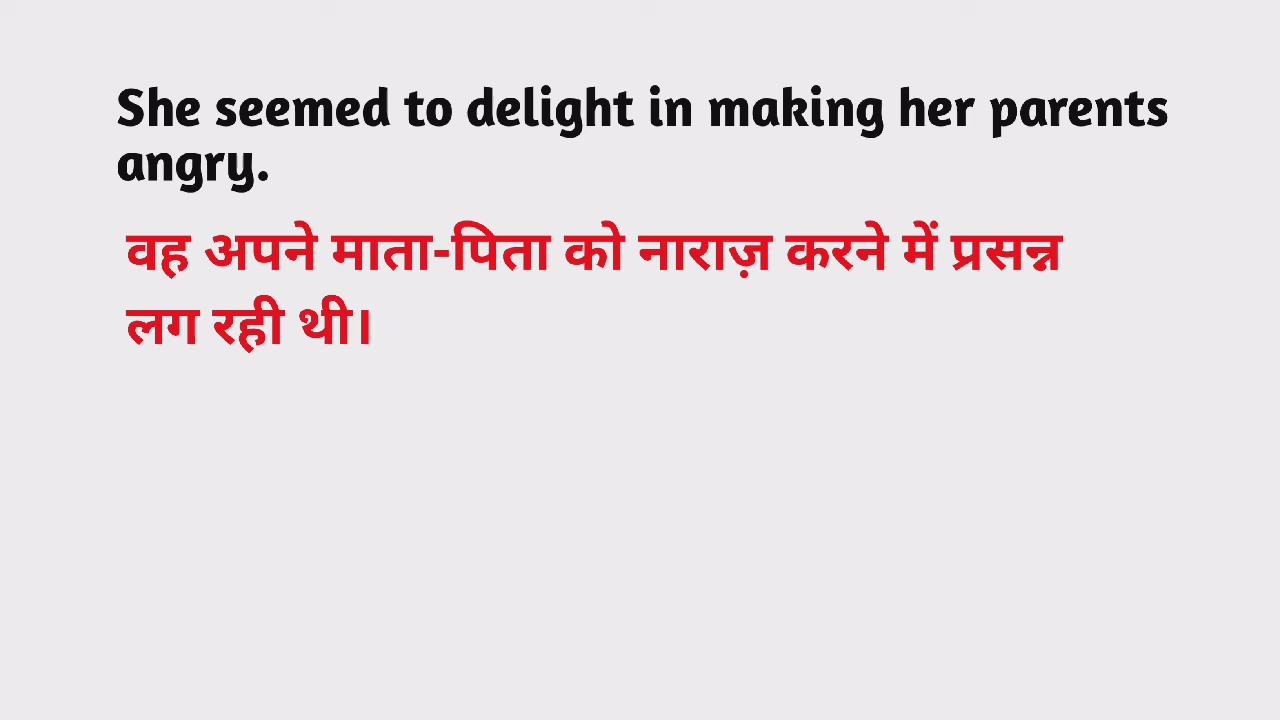 She seemed to delight in making her parents
angry.
वह अपने माता-पिता को नाराज़ करने में प्रसन्न
लग रही थी।